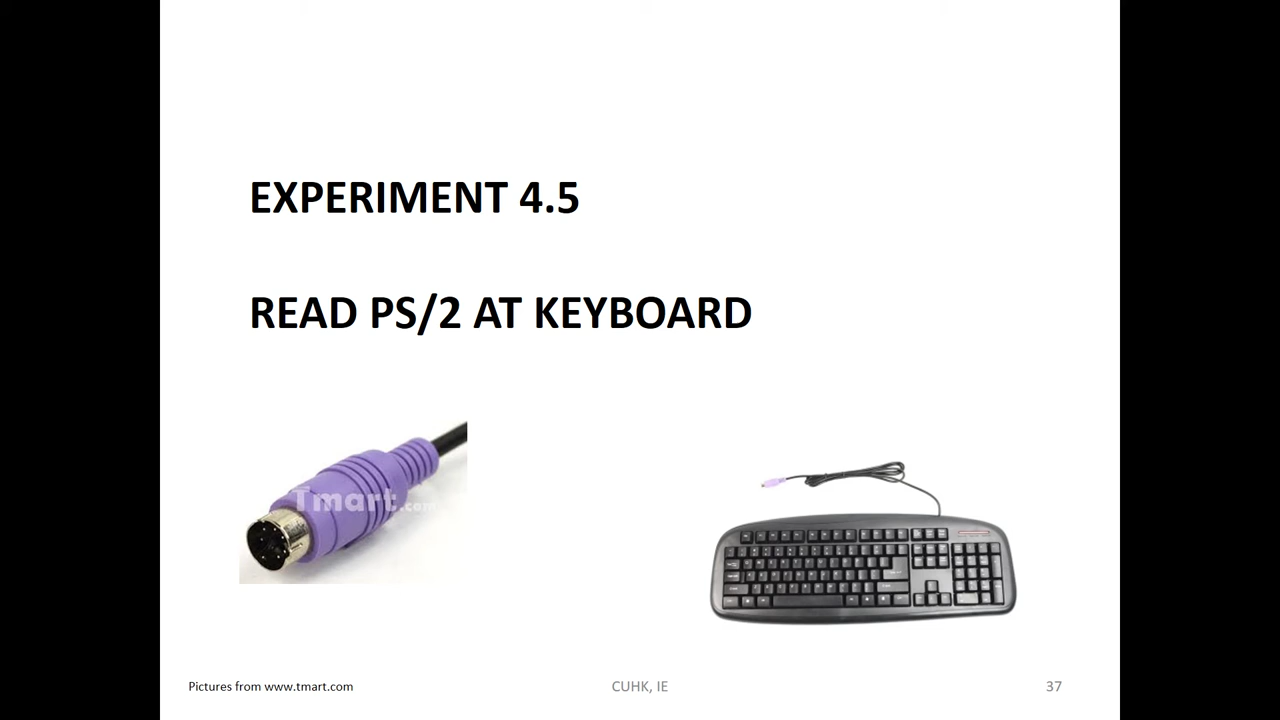 EXPERIMENT 4.5
READ PS/2 AT KEYBOARD
Tmart.com
Pictures from www.tmart.com
CUHK, IE
37